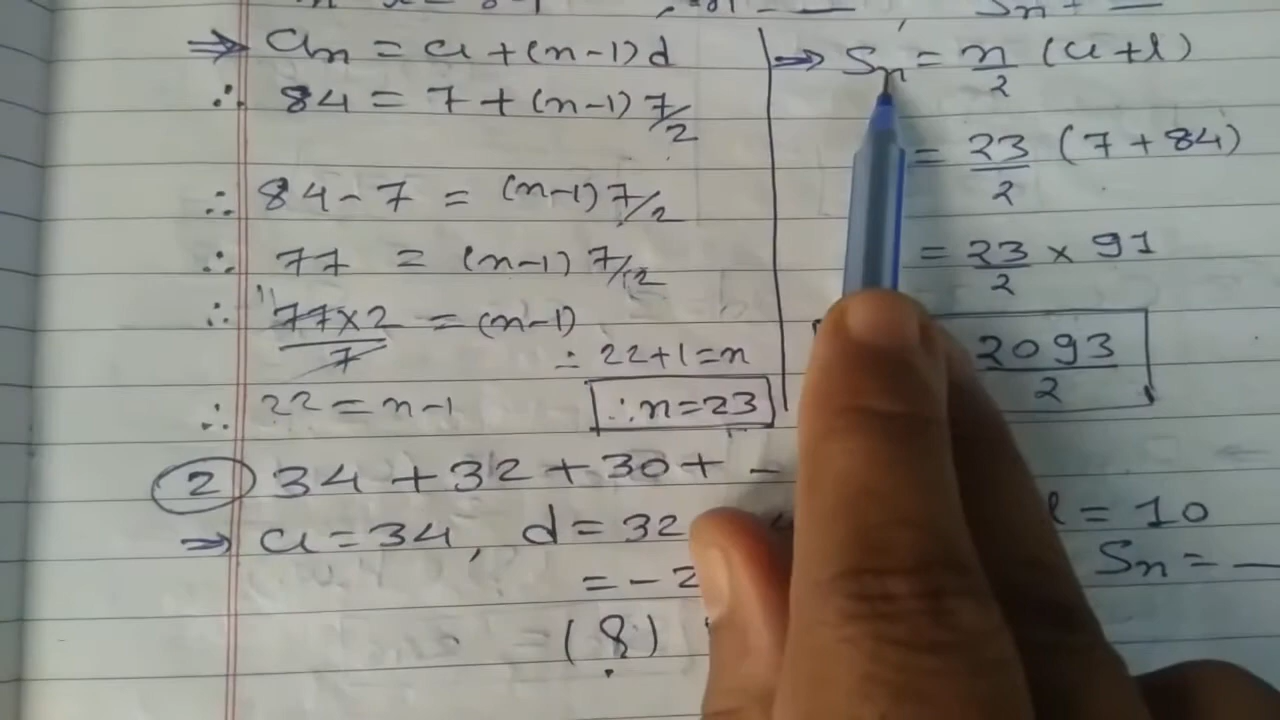 ⇒ an = a + (n-1)d
∴ 84 = 7 + (n-1) 7/2
∴ 84 - 7 = (n-1) 7/2
∴ 77 = (n-1) 7/2
∴ 77×2/7 = (n-1)
11
∴ 22 = n-1
∴ 22+1 = n
∴ n = 23
⇒ Sn = n/2 (a + l)
= 23/2 (7 + 84)
= 23/2 × 91
2093/2
2 34 + 32 + 30 + -
⇒ a = 34, d = 32
l = 10
= -2
Sn = —
(8)